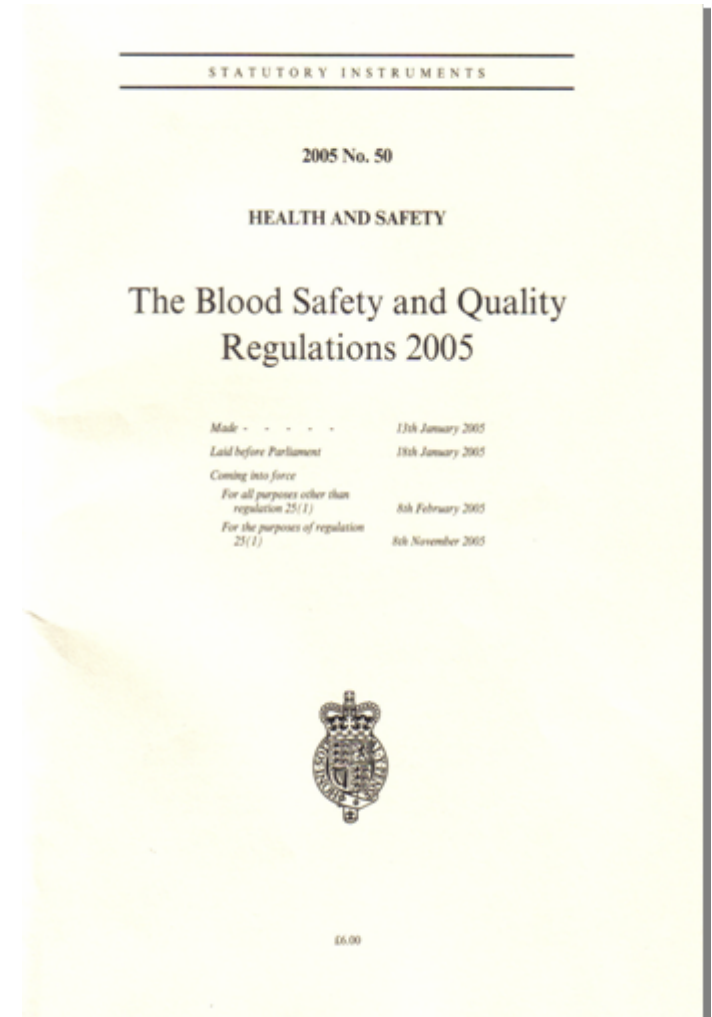 STATUTORY INSTRUMENTS
2005 No. 50
HEALTH AND SAFETY
The Blood Safety and Quality
Regulations 2005
Made - - - - - 13th January 2005
Laid before Parliament 18th January 2005
Coming into force
For all purposes other than
regulation 25(1) 8th February 2005
For the purposes of regulation
25(1) 8th November 2005
£6.00